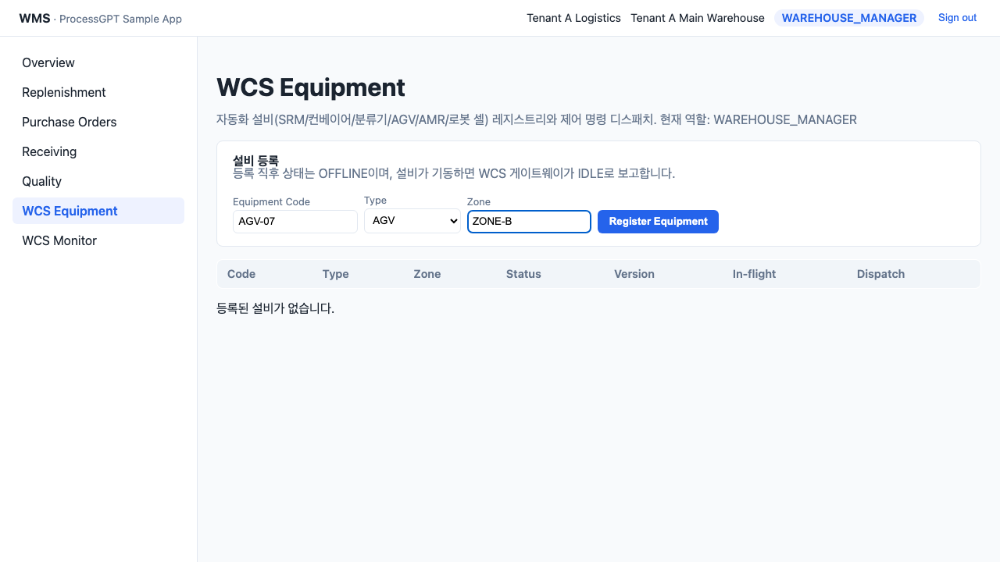 WMS · ProcessGPT Sample App
Tenant A Logistics Tenant A Main Warehouse WAREHOUSE_MANAGER Sign out
Overview
Replenishment
Purchase Orders
Receiving
Quality
WCS Equipment
WCS Monitor
WCS Equipment
자동화 설비(SRM/컨베이어/분류기/AGV/AMR/로봇 셀) 레지스트리와 제어 명령 디스패치. 현재 역할: WAREHOUSE_MANAGER
설비 등록
등록 직후 상태는 OFFLINE이며, 설비가 기동하면 WCS 게이트웨이가 IDLE로 보고합니다.
Equipment Code Type Zone
AGV-07 AGV ZONE-B Register Equipment
Code Type Zone Status Version In-flight Dispatch
등록된 설비가 없습니다.